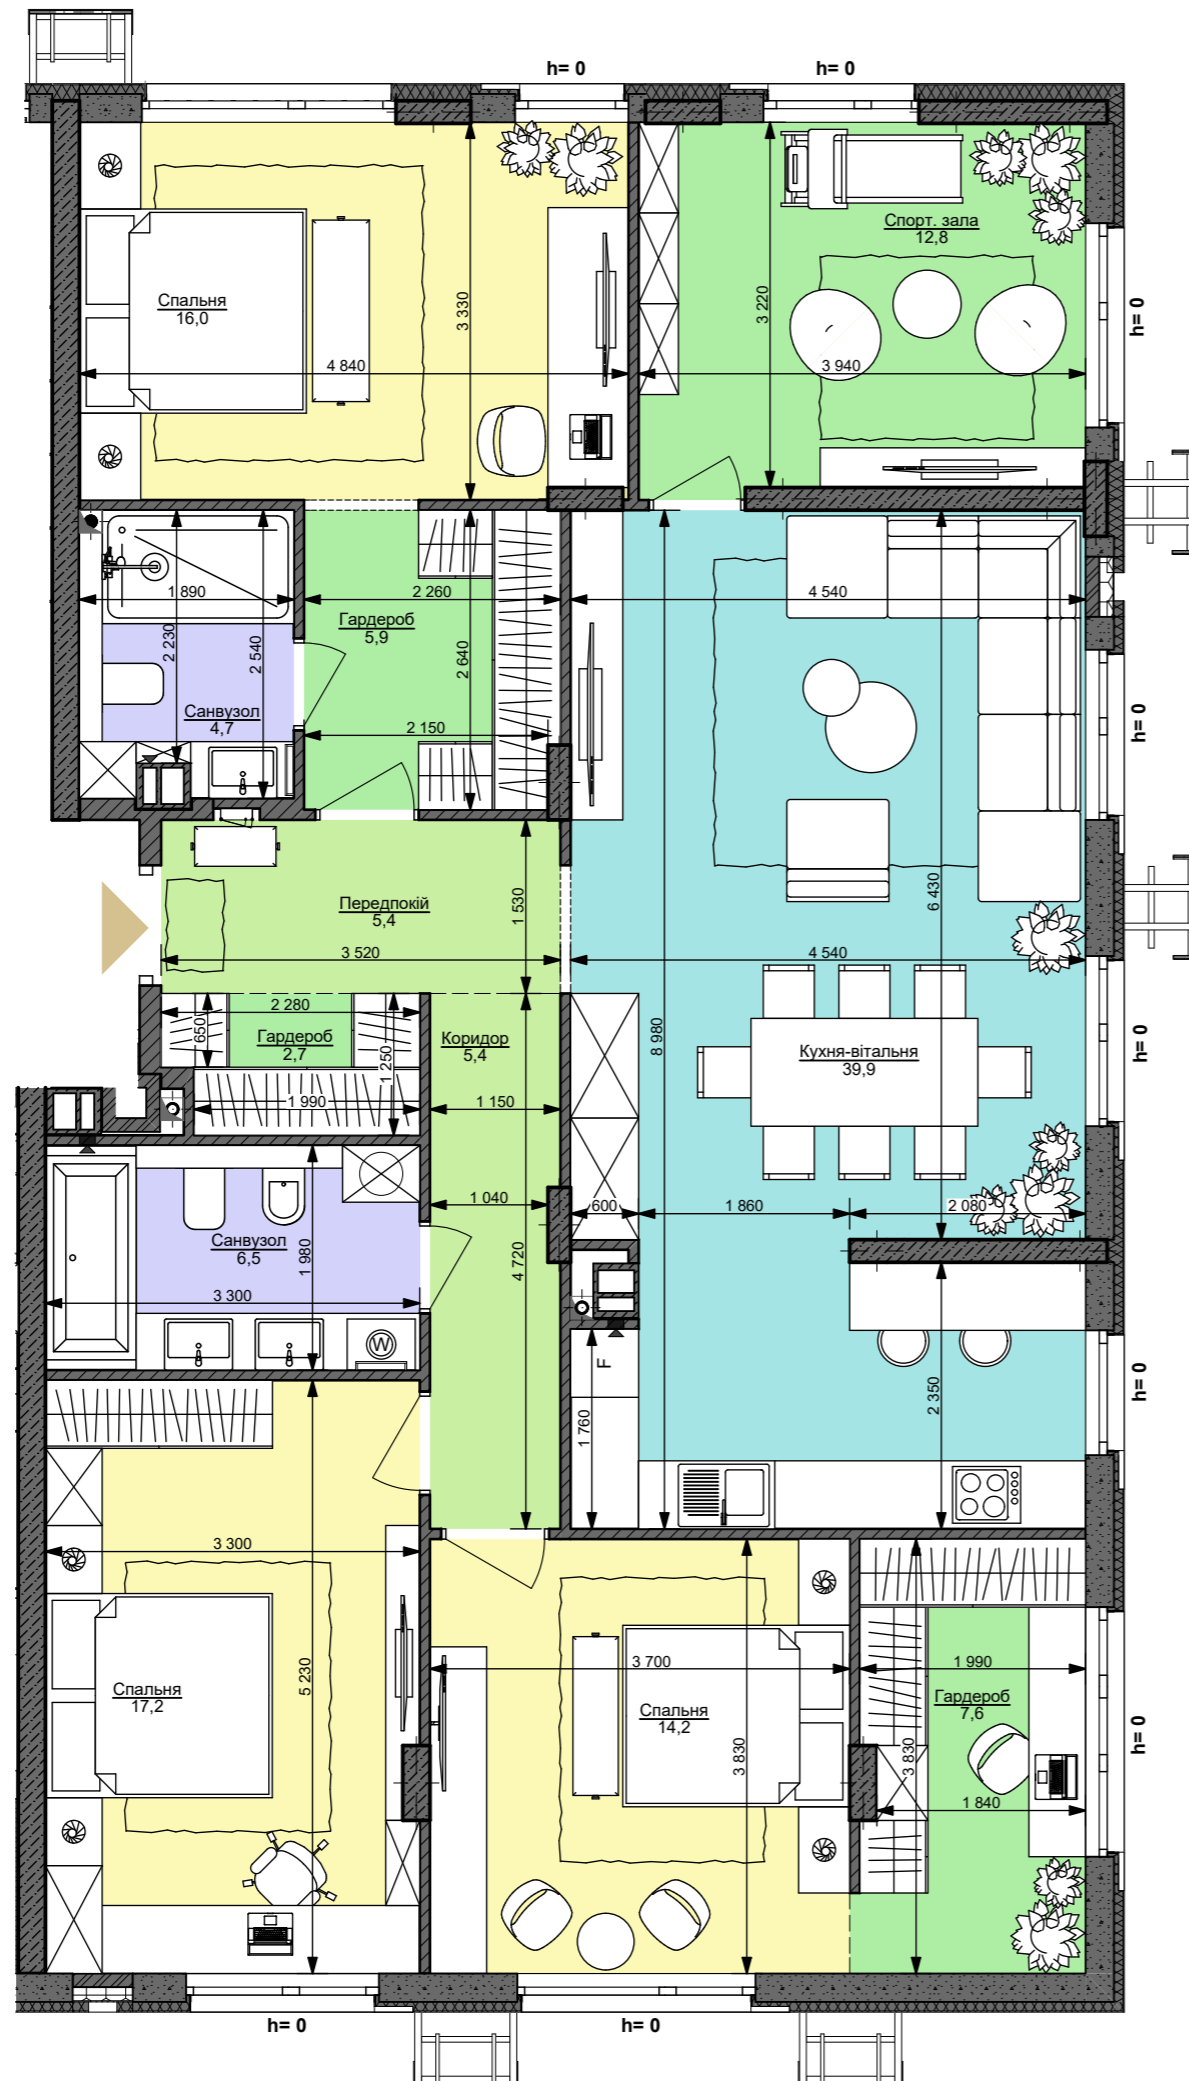 h= 0
h= 0
Спальня
16,0
3 330
4 840
Спорт. зала
12,8
3 220
3 940
h= 0
1 890
2 230
2 540
Санвузол
4,7
2 260
Гардероб
5,9
2 640
2 150
4 540
h= 0
Передпокій
5,4
1 530
3 520
6 430
4 540
2 280
650
Гардероб
2,7
1 250
1 990
Коридор
5,4
1 150
8 980
Кухня-вітальня
39,9
h= 0
1 040
600
1 860
2 080
Санвузол
6,5
1 980
3 300
4 720
W
F
1 760
2 350
h= 0
3 300
5 230
Спальня
17,2
3 700
Спальня
14,2
3 830
1 990
Гардероб
7,6
3 830
1 840
h= 0
h= 0
h= 0